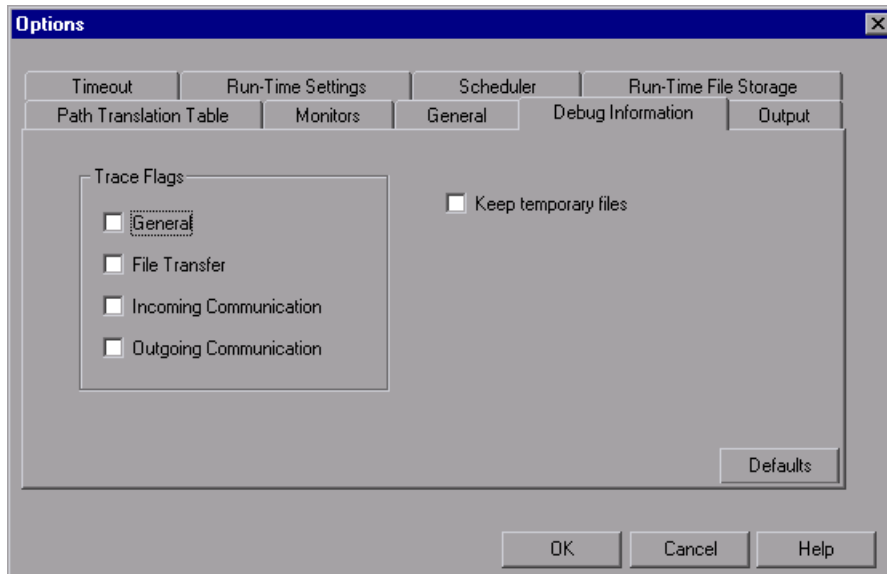 Options
Timeout Run-Time Settings Scheduler Run-Time File Storage
Path Translation Table Monitors General Debug Information Output
Trace Flags
Keep temporary files
General
File Transfer
Incoming Communication
Outgoing Communication
Defaults
OK Cancel Help